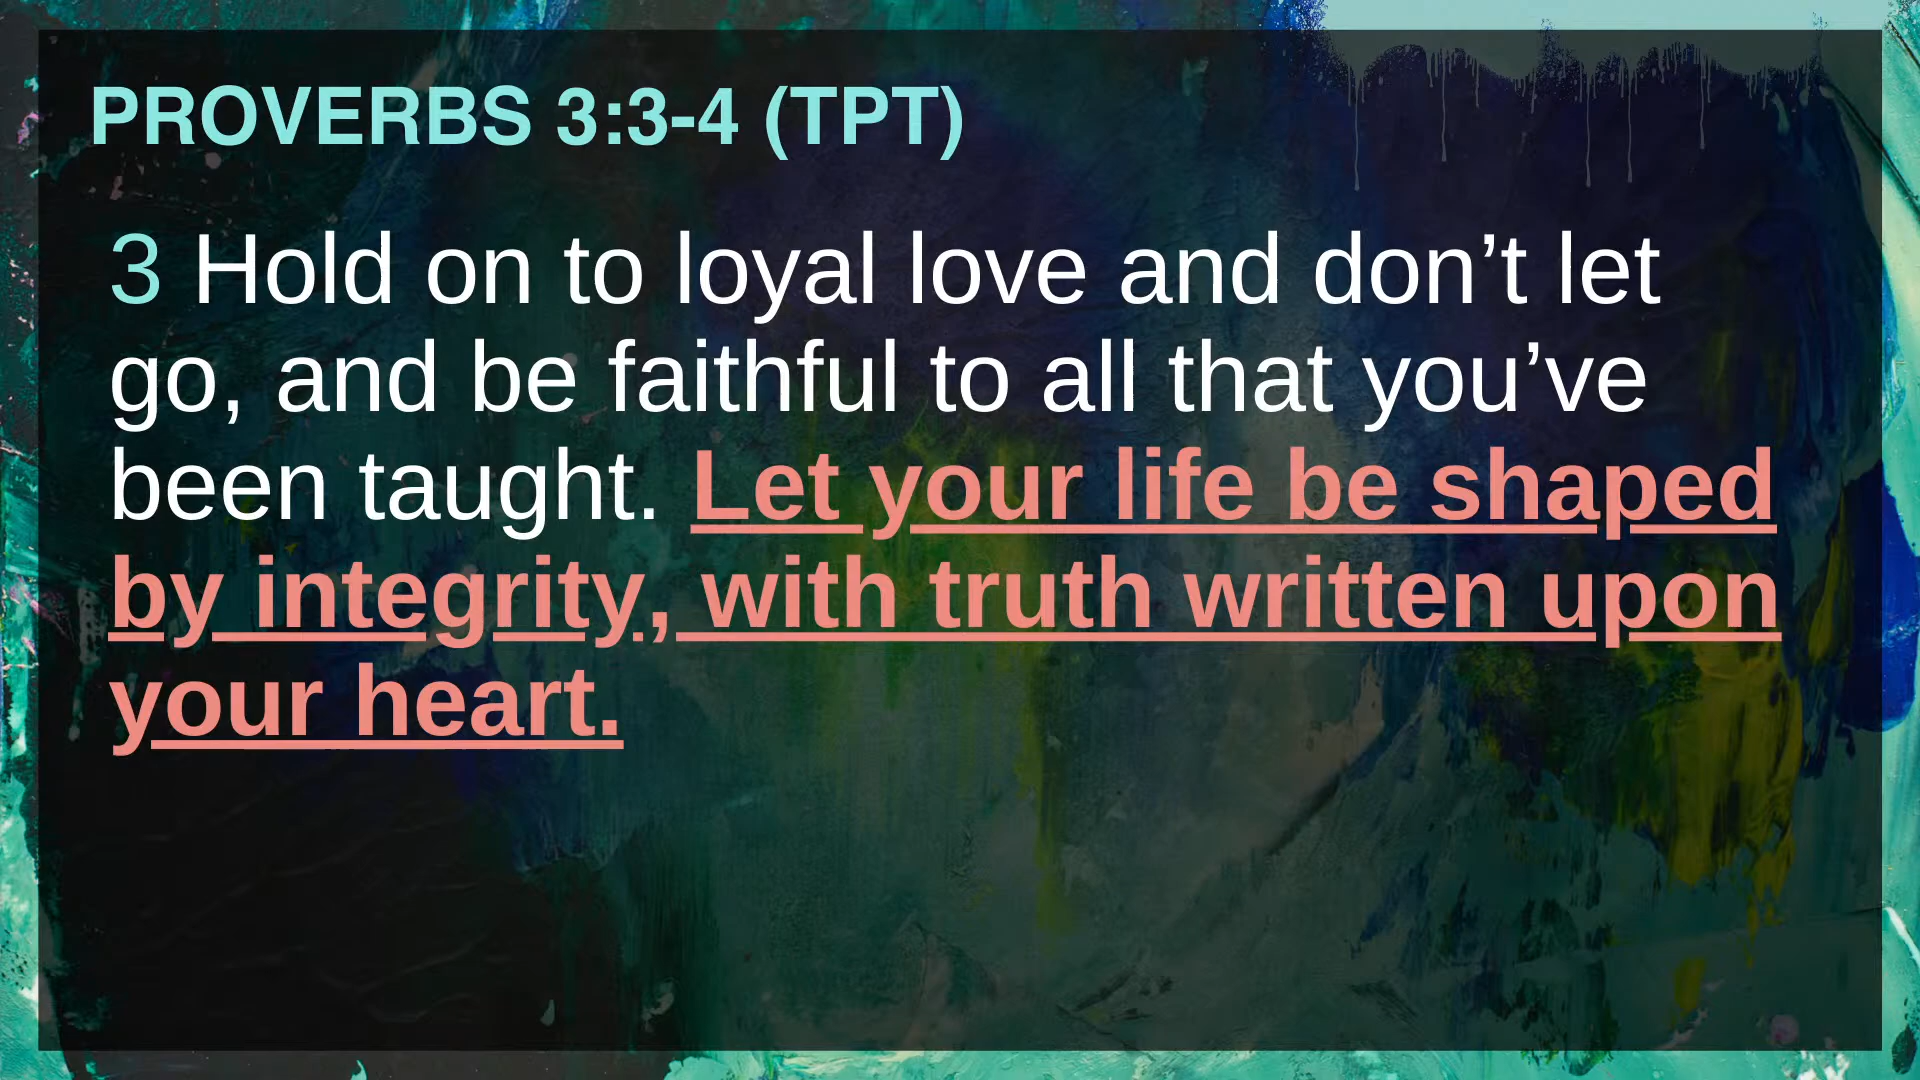 PROVERBS 3:3-4 (TPT)
3 Hold on to loyal love and don’t let
go, and be faithful to all that you’ve
been taught. Let your life be shaped
by integrity, with truth written upon
your heart.